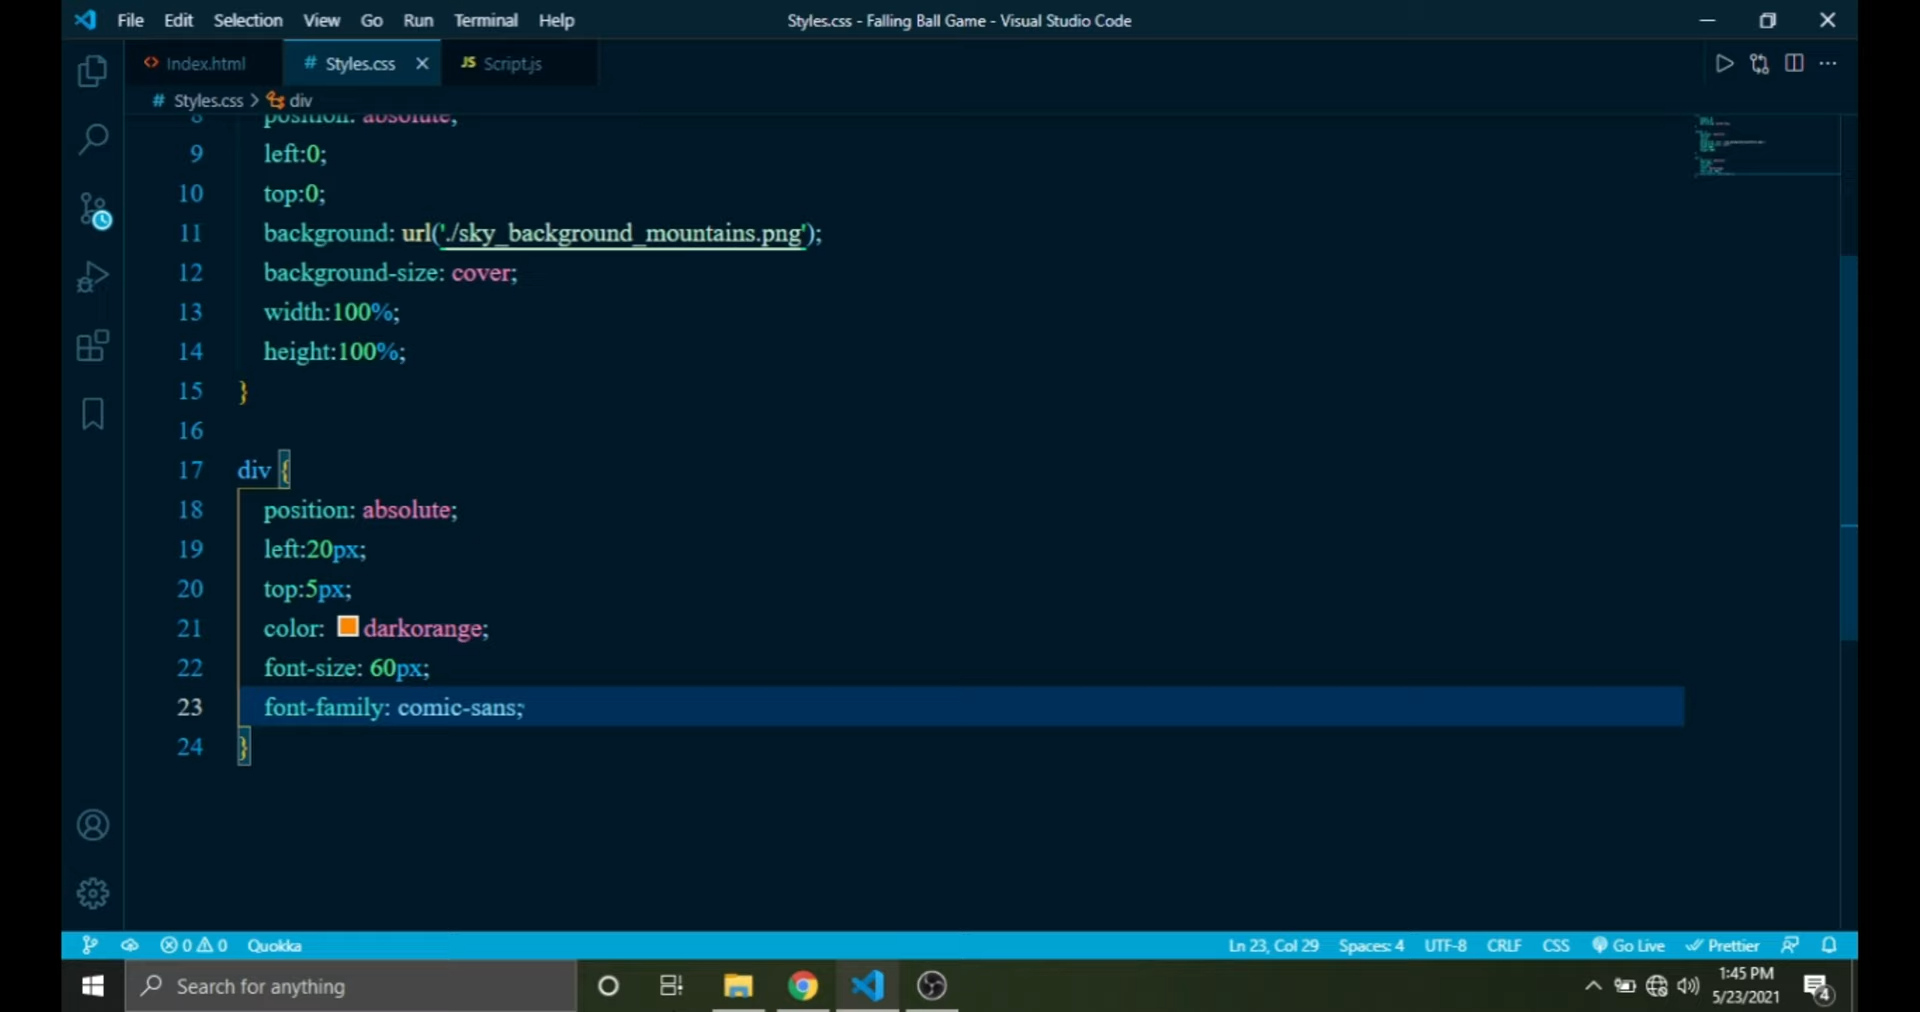 File Edit Selection View Go Run Terminal Help
Styles.css - Falling Ball Game - Visual Studio Code
Index.html # Styles.css JS Script.js
# Styles.css > div
8 position: absolute;
9 left:0;
10 top:0;
11 background: url('./sky_background_mountains.png');
12 background-size: cover;
13 width:100%;
14 height:100%;
15 }
16
17 div {
18 position: absolute;
19 left:20px;
20 top:5px;
21 color: darkorange;
22 font-size: 60px;
23 font-family: comic-sans;
24 }
0 0 Quokka Ln 23, Col 29 Spaces: 4 UTF-8 CRLF CSS Go Live Prettier
Search for anything
1:45 PM
5/23/2021
4